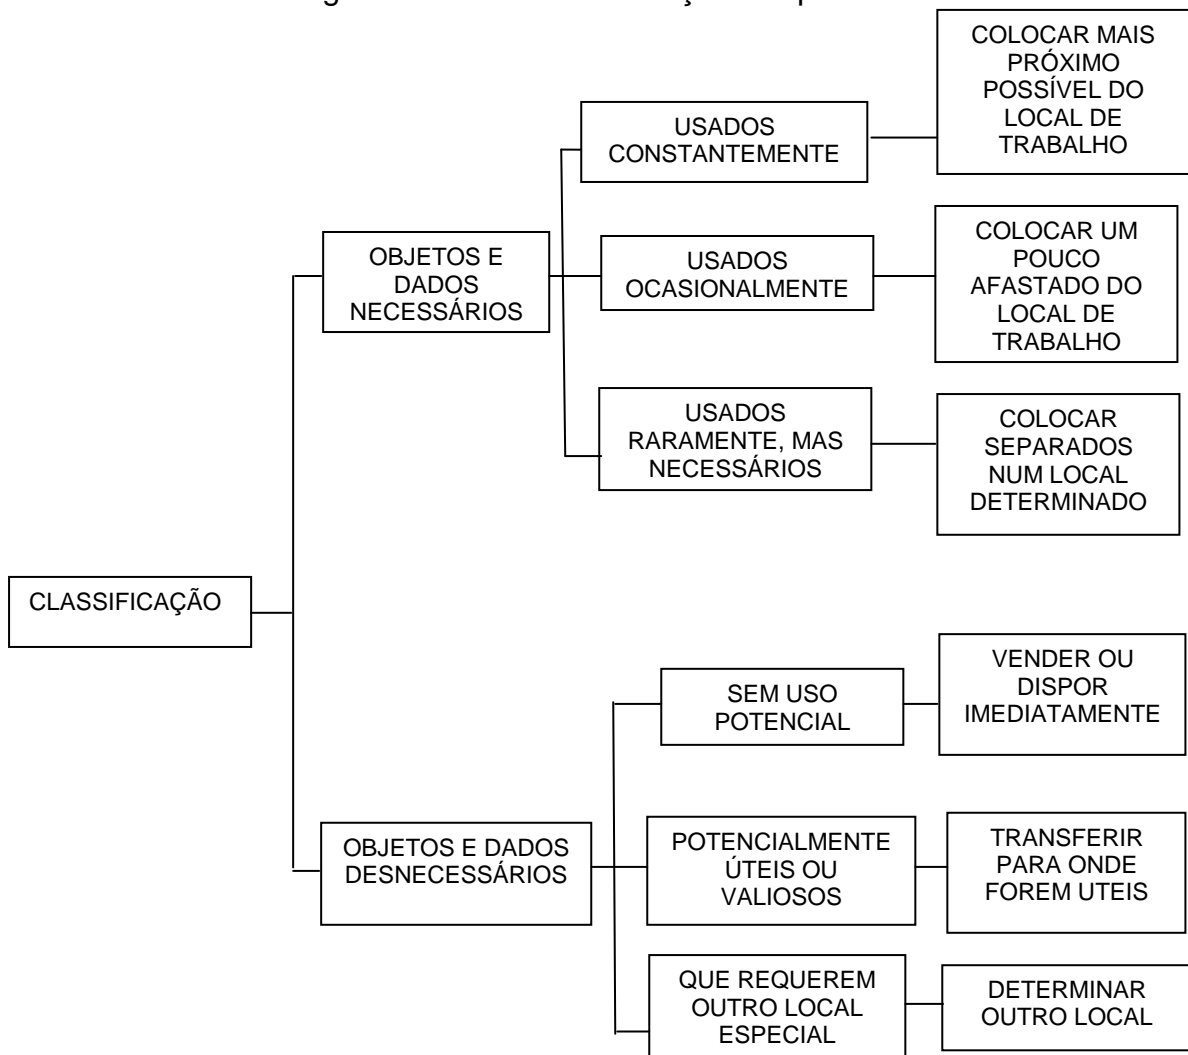 COLOCAR MAIS
PRÓXIMO
POSSÍVEL DO
LOCAL DE
TRABALHO
USADOS
CONSTANTEMENTE
COLOCAR UM
POUCO
AFASTADO DO
LOCAL DE
TRABALHO
USADOS
OCASIONALMENTE
OBJETOS E
DADOS
NECESSÁRIOS
USADOS
RARAMENTE, MAS
NECESSÁRIOS
COLOCAR
SEPARADOS
NUM LOCAL
DETERMINADO
CLASSIFICAÇÃO
SEM USO
POTENCIAL
VENDER OU
DISPOR
IMEDIATAMENTE
OBJETOS E DADOS
DESNECESSÁRIOS
POTENCIALMENTE
ÚTEIS OU
VALIOSOS
TRANSFERIR
PARA ONDE
FOREM UTEIS
QUE REQUEREM
OUTRO LOCAL
ESPECIAL
DETERMINAR
OUTRO LOCAL